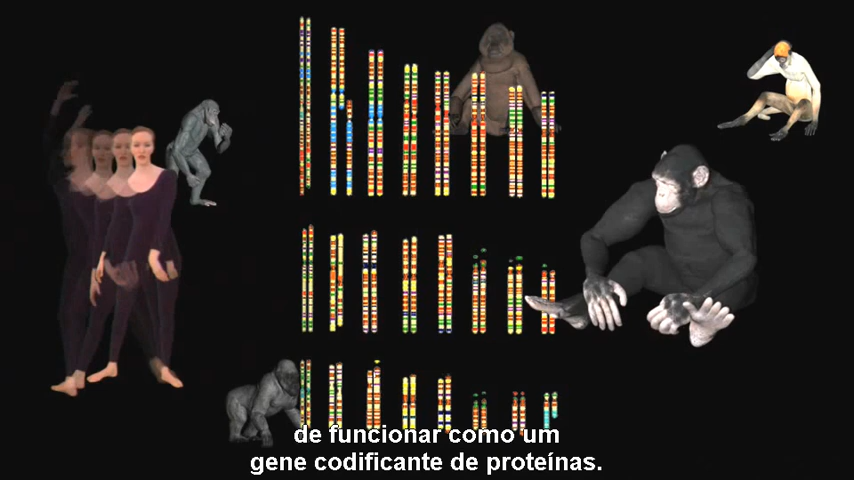 de funcionar como um
gene codificante de proteínas.